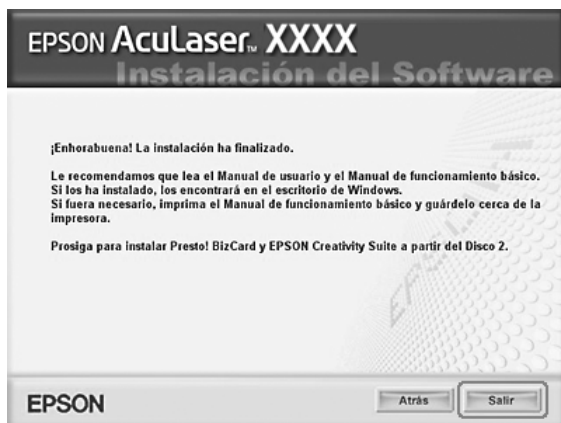 EPSON AcuLaser™ XXXX
Instalación del Software
¡Enhorabuena! La instalación ha finalizado.
Le recomendamos que lea el Manual de usuario y el Manual de funcionamiento básico.
Si los ha instalado, los encontrará en el escritorio de Windows.
Si fuera necesario, imprima el Manual de funcionamiento básico y guárdelo cerca de la
impresora.
Prosiga para instalar Presto! BizCard y EPSON Creativity Suite a partir del Disco 2.
EPSON
EPSON
Atrás
Salir